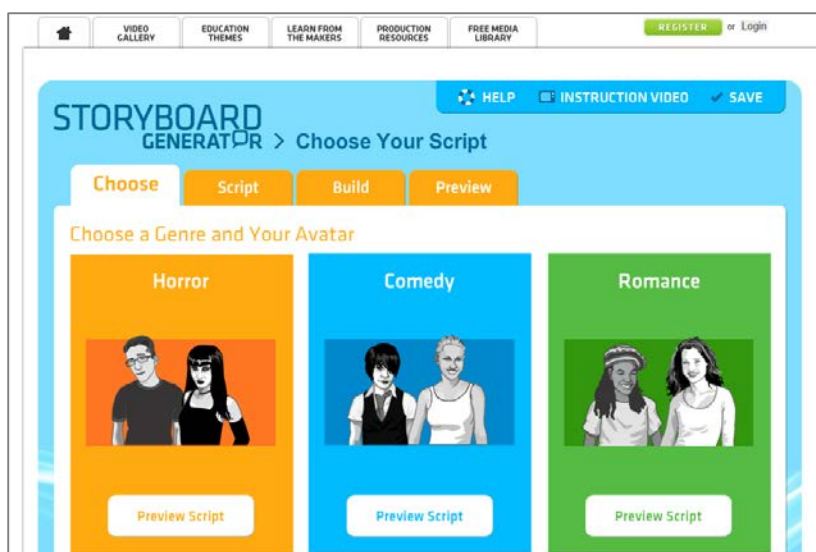 VIDEO
GALLERY
EDUCATION
THEMES
LEARN FROM
THE MAKERS
PRODUCTION
RESOURCES
FREE MEDIA
LIBRARY
REGISTER or Login
HELP INSTRUCTION VIDEO SAVE
STORYBOARD
GENERATOR > Choose Your Script
Choose Script Build Preview
Choose a Genre and Your Avatar
Horror Comedy Romance
Preview Script Preview Script Preview Script